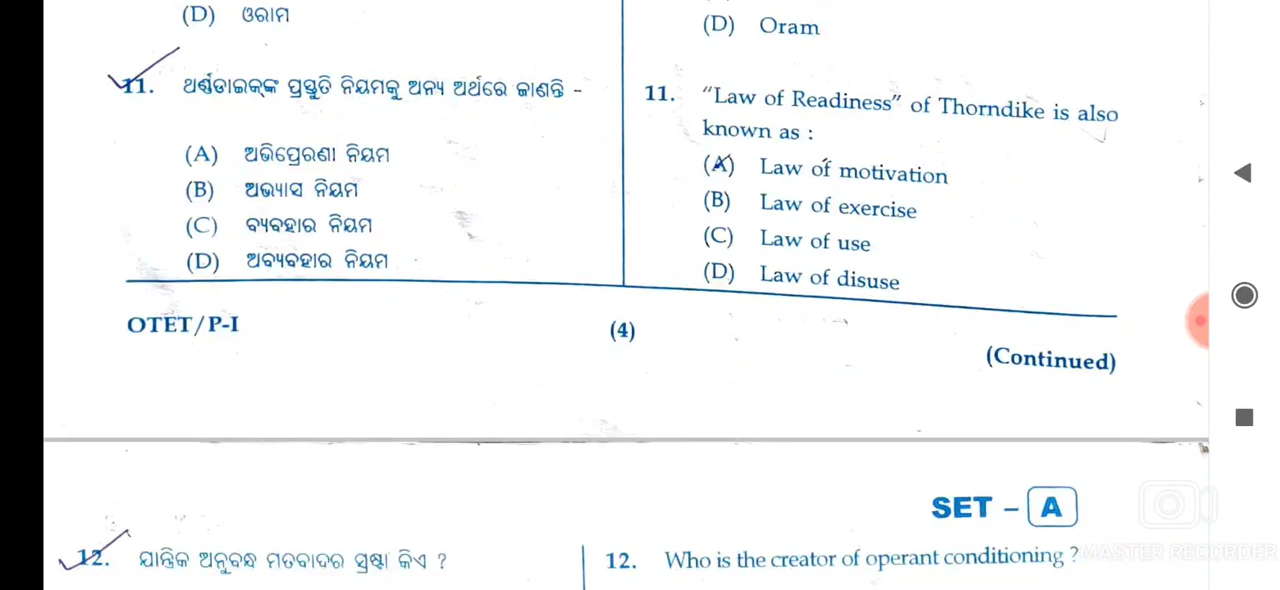 (D) ଓରାମ
11. ଥର୍ଣ୍ଣଡାଇକ୍‌ଙ୍କ ପ୍ରସ୍ତୁତି ନିୟମକୁ ଅନ୍ୟ ଅର୍ଥରେ ଜାଣନ୍ତି -
(A) ଅଭିପ୍ରେରଣା ନିୟମ
(B) ଅଭ୍ୟାସ ନିୟମ
(C) ବ୍ୟବହାର ନିୟମ
(D) ଅବ୍ୟବହାର ନିୟମ
(D) Oram
11. "Law of Readiness" of Thorndike is also
known as :
(A) Law of motivation
(B) Law of exercise
(C) Law of use
(D) Law of disuse
OTET/P-I
(4)
(Continued)
SET - A
12. ଯାନ୍ତ୍ରିକ ଅନୁବନ୍ଧ ମତବାଦର ସ୍ରଷ୍ଟା କିଏ ?
12. Who is the creator of operant conditioning ?
MASTER RECORDER